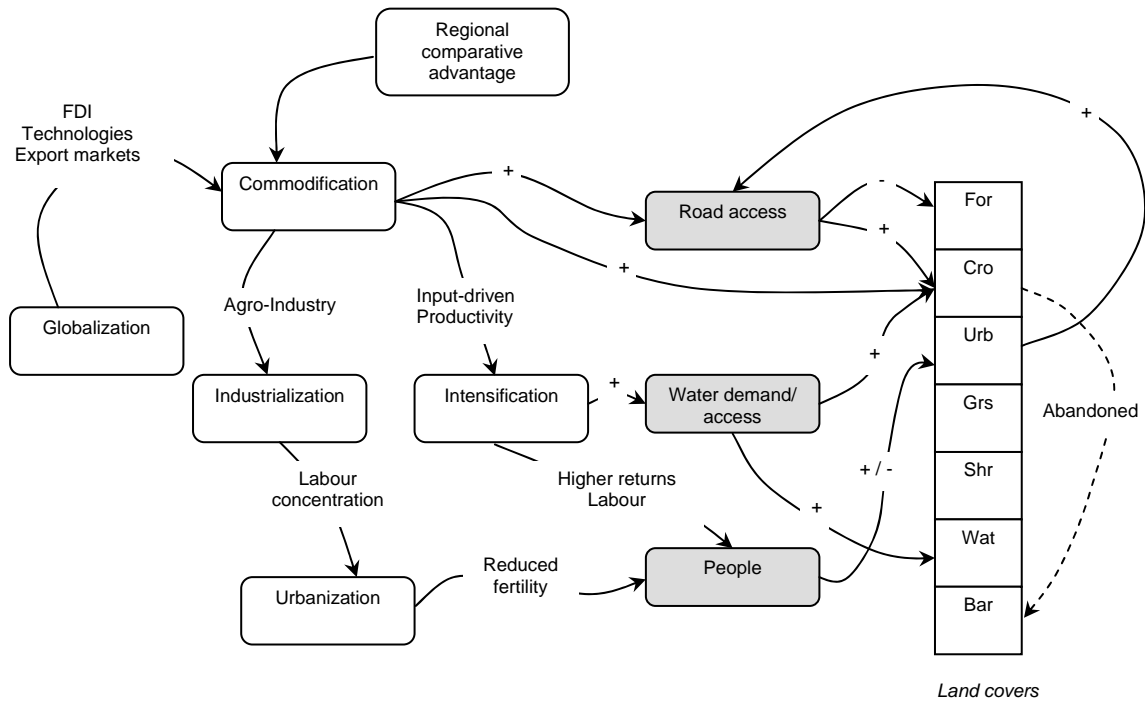 Regional
comparative
advantage
FDI
Technologies
Export markets
+
Commodification
+
-
For
Road access
+
+
Cro
Agro-Industry
Input-driven
Productivity
Globalization
Urb
+
Industrialization
Intensification
+
Water demand/
access
Grs
Abandoned
Labour
concentration
Higher returns
Labour
+ / -
Shr
+
Wat
Urbanization
Reduced
fertility
People
Bar
Land covers